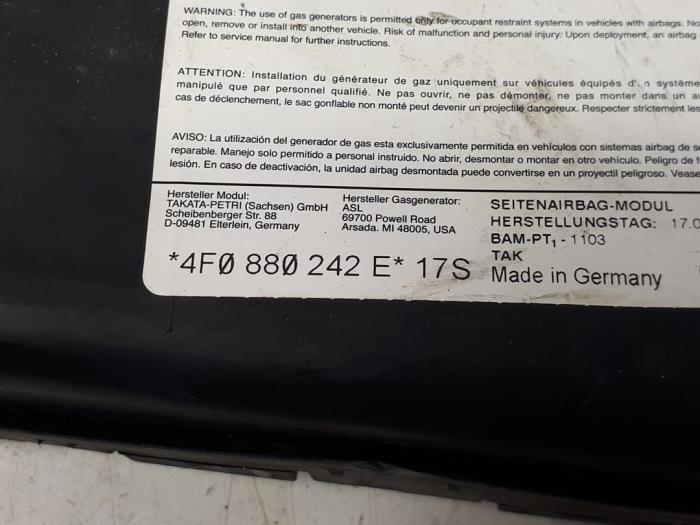 WARNING: The use of gas generators is permitted only for occupant restraint systems in vehicles with airbags.
open, remove or install into another vehicle. Risk of malfunction and personal injury: Upon deployment, an airbag
Refer to service manual for further instructions.
ATTENTION: Installation du générateur de gaz uniquement sur véhicules équipés système
manipulé que par personnel qualifié. Ne pas ouvrir, ne pas démonter, ne pas monter dans un
cas de déclenchement, le sac gonflable non monté peut devenir un projectile dangereux. Respecter strictement les
AVISO: La utilización del generador de gas esta exclusivamente permitida en vehículos con sistemas airbag de
reparable. Manejo solo permitido a personal instruido. No abrir, desmontar o montar en otro vehículo. Peligro de
lesión. En caso de deactivación, la unidad airbag desmontada puede convertirse en un proyectil peligroso. Vease
Hersteller Modul:
TAKATA-PETRI (Sachsen) GmbH
Scheibenberger Str. 88
D-09481 Elterlein, Germany
Hersteller Gasgenerator:
ASL
69700 Powell Road
Arsada. MI 48005, USA
SEITENAIRBAG-MODUL
HERSTELLUNGSTAG: 17.0
BAM-PT₁ - 1103
TAK
Made in Germany
*4F0 880 242 E* 17S